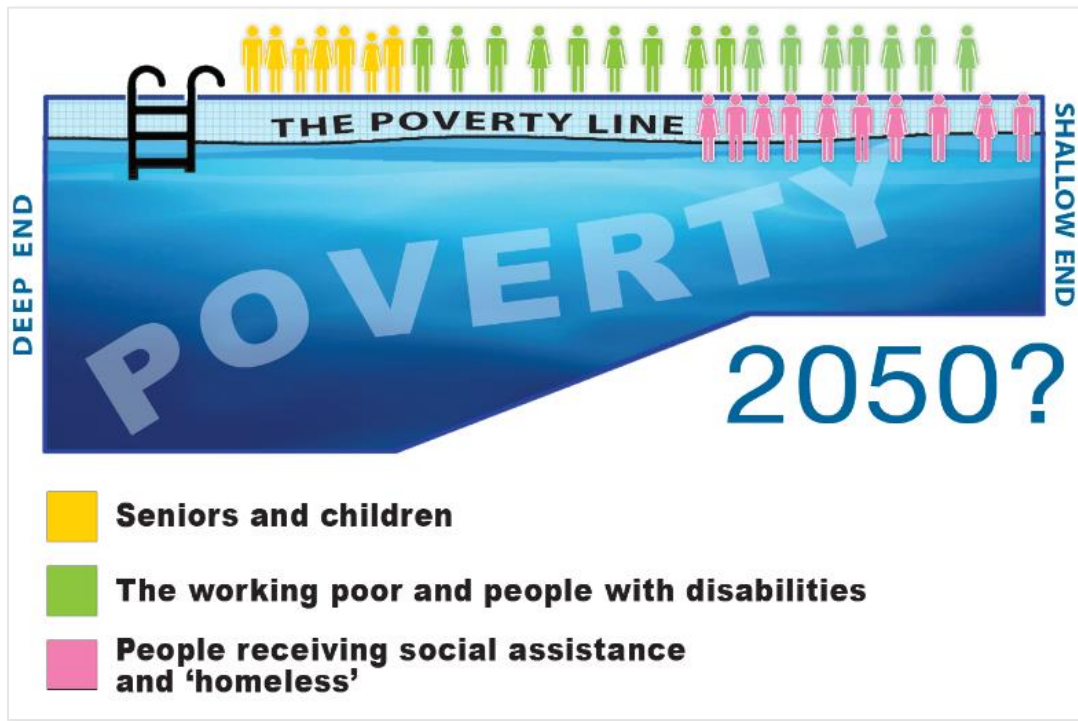 THE POVERTY LINE
DEEP END
SHALLOW END
POVERTY
2050?
Seniors and children
The working poor and people with disabilities
People receiving social assistance
and ‘homeless’